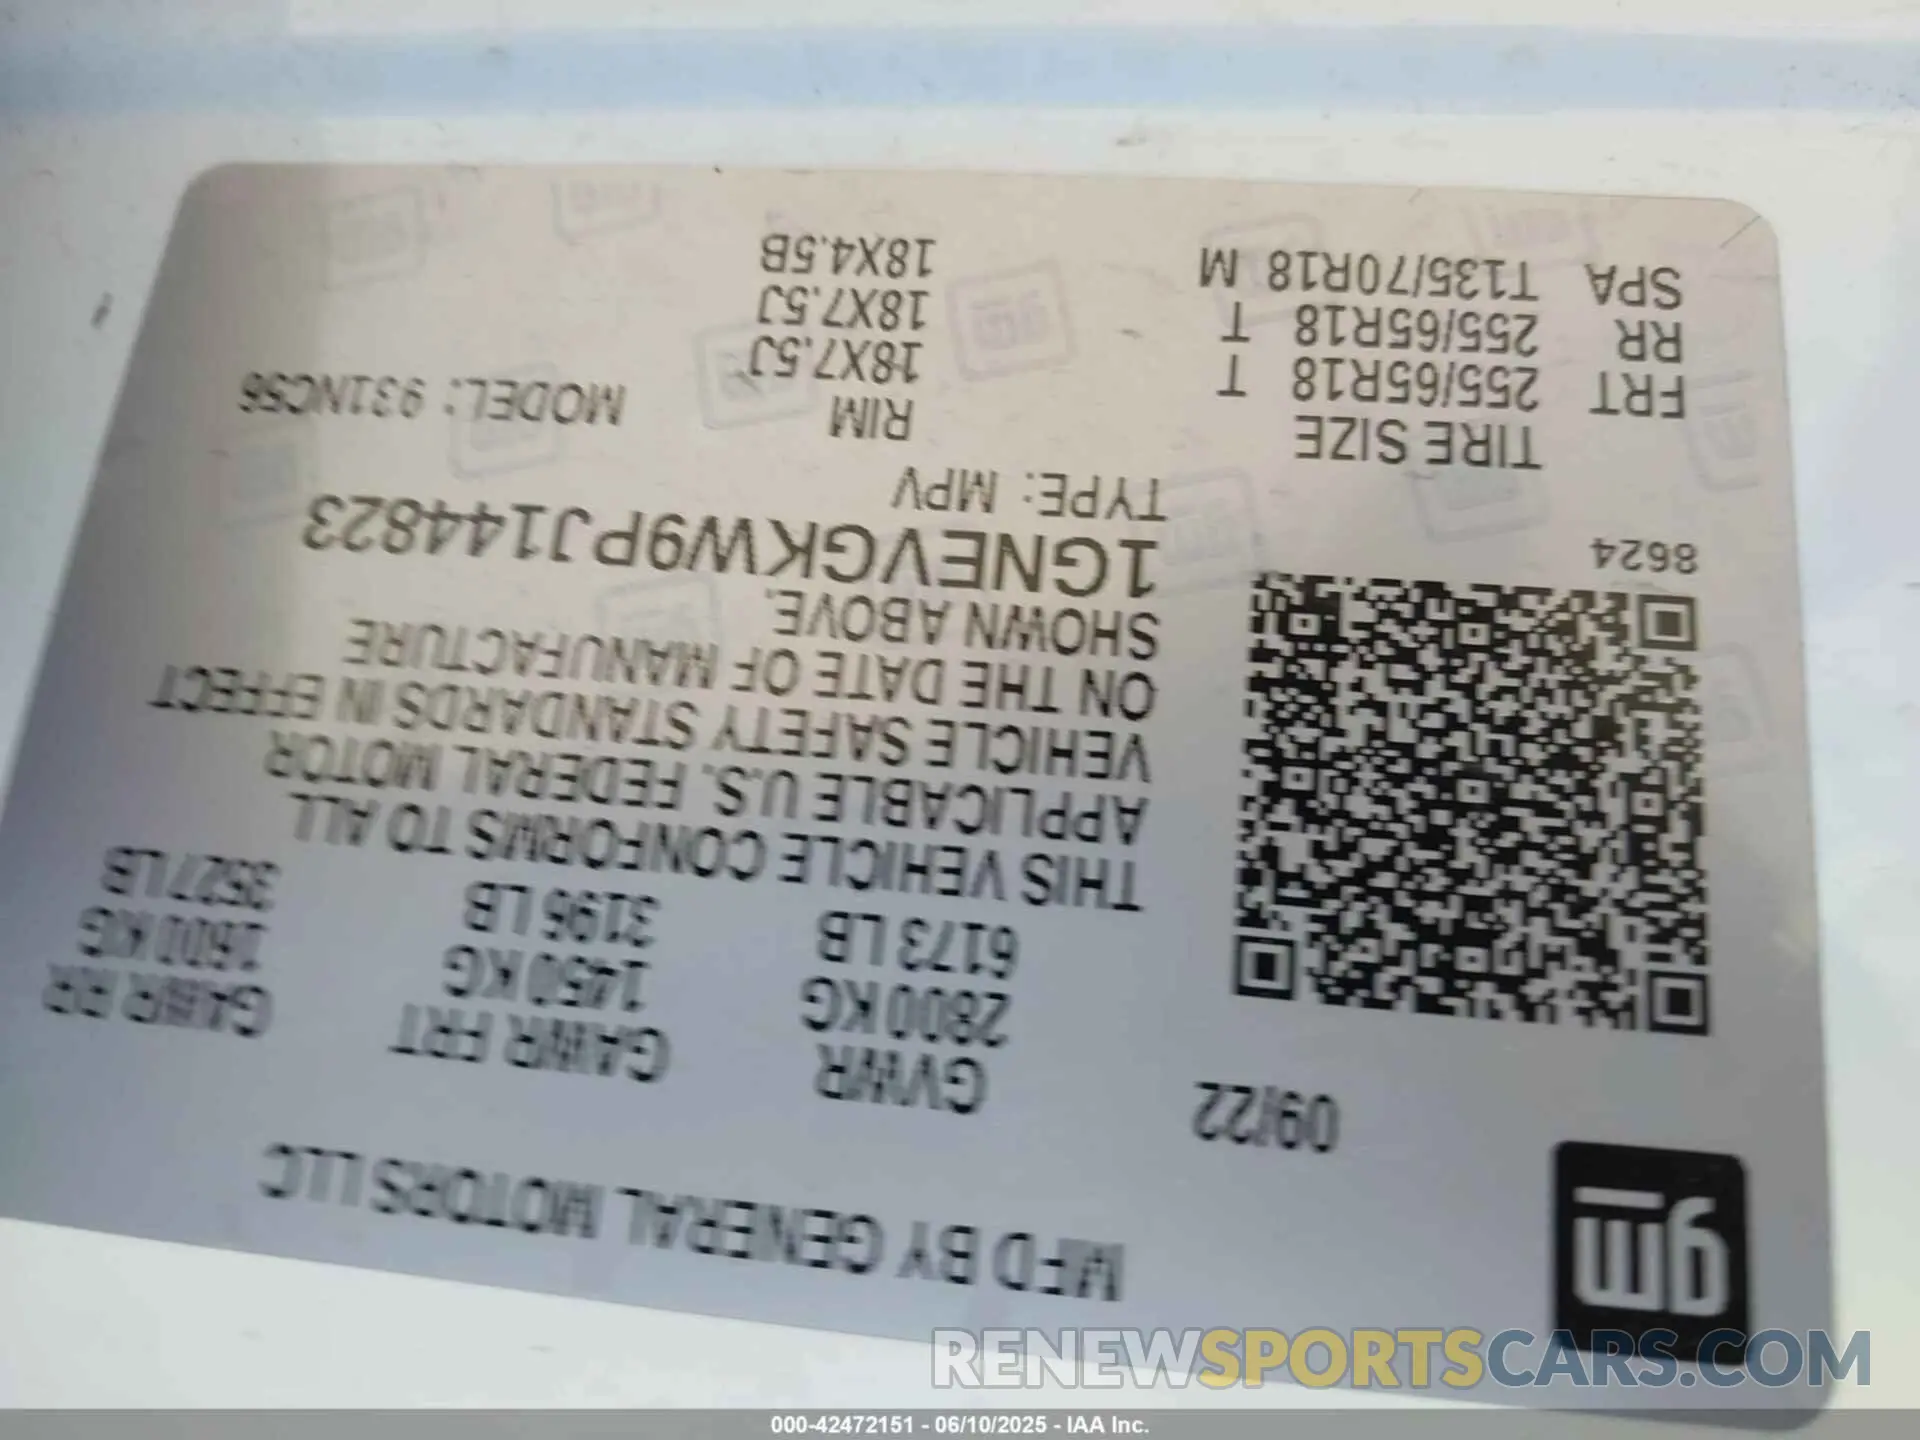 gm
MFD BY GENERAL MOTORS LLC
09/22
GVWR GAWR FRT GAWR RR
2800 KG 1450 KG 1600 KG
6173 LB 3196 LB 3527 LB
THIS VEHICLE CONFORMS TO ALL
APPLICABLE U.S. FEDERAL MOTOR
VEHICLE SAFETY STANDARDS IN EFFECT
ON THE DATE OF MANUFACTURE
SHOWN ABOVE.
1GNEVGKW9PJ144823
8624
TYPE: MPV MODEL: 931NC56
TIRE SIZE RIM
FRT 255/65R18 T 18X7.5J
RR 255/65R18 T 18X7.5J
SPA T135/70R18 M 18X4.5B
RENEWSPORTSCARS.COM
000-42472151 - 06/10/2025 - IAA Inc.